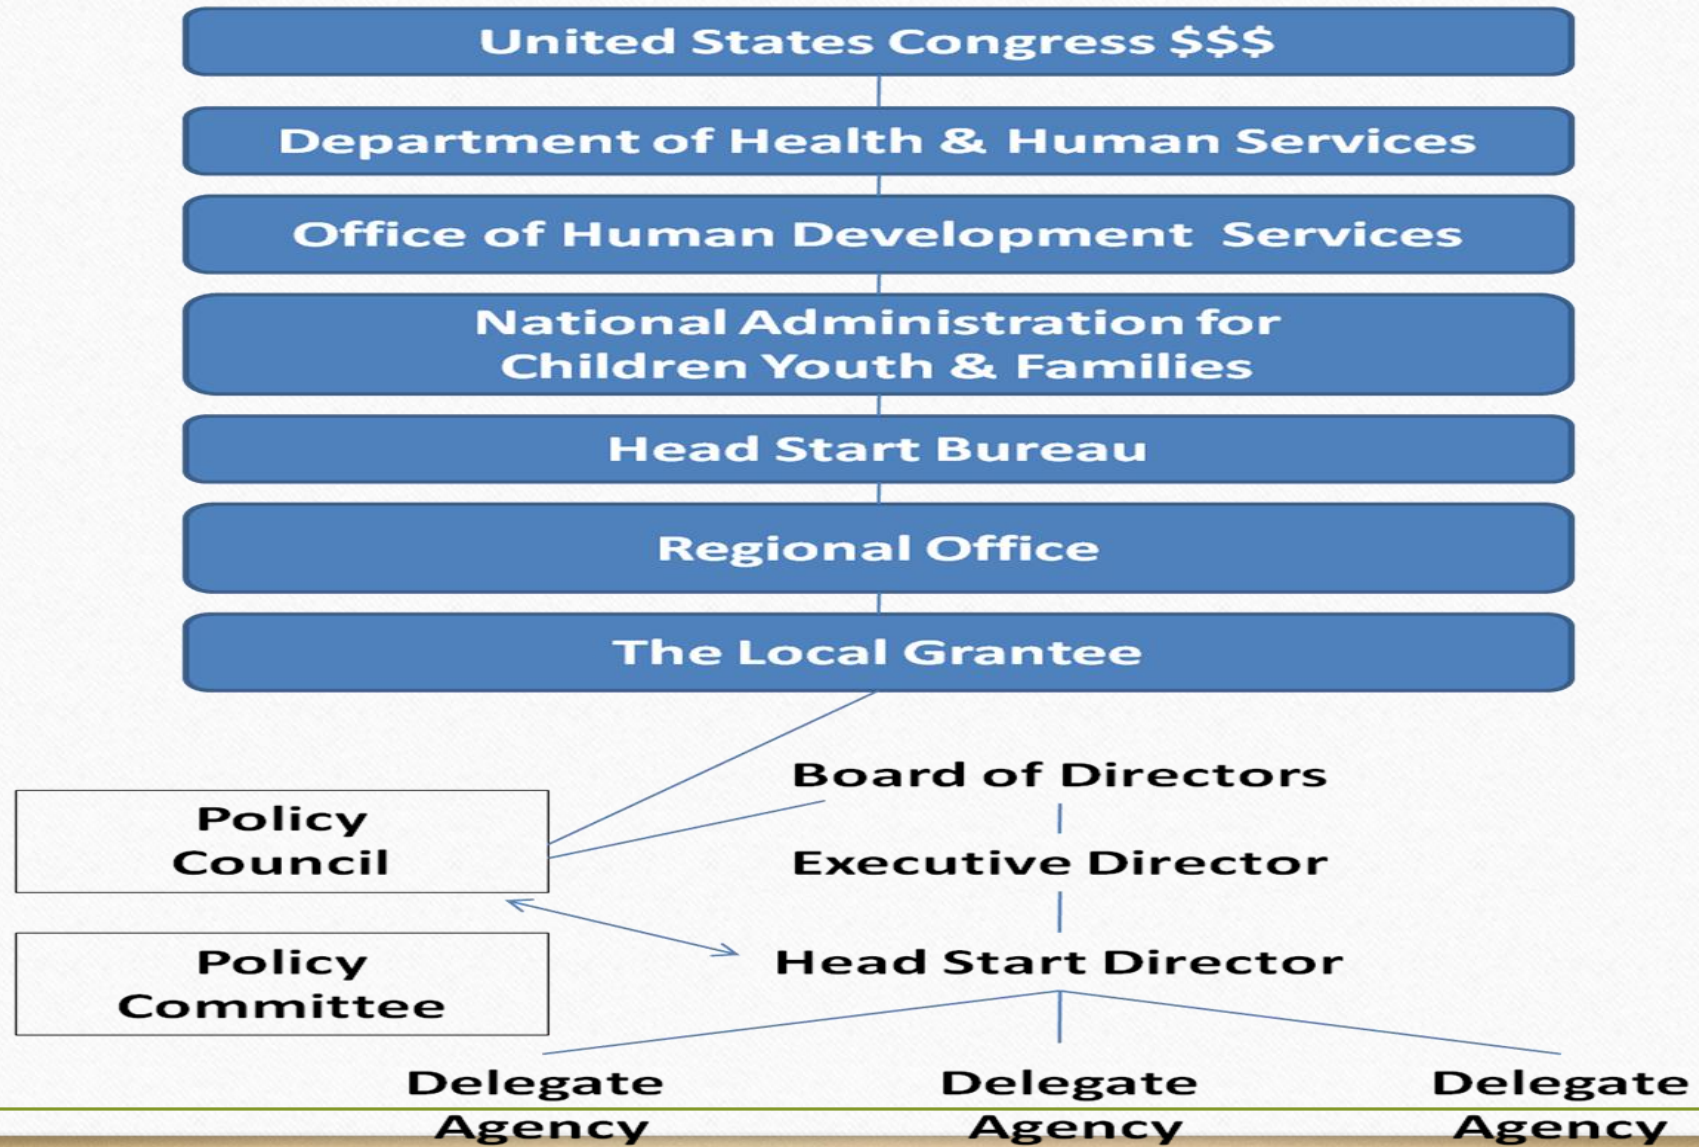 United States Congress $$$
Department of Health & Human Services
Office of Human Development Services
National Administration for
Children Youth & Families
Head Start Bureau
Regional Office
The Local Grantee
Board of Directors
Policy
Council
Executive Director
Policy
Committee
Head Start Director
Delegate
Agency
Delegate
Agency
Delegate
Agency